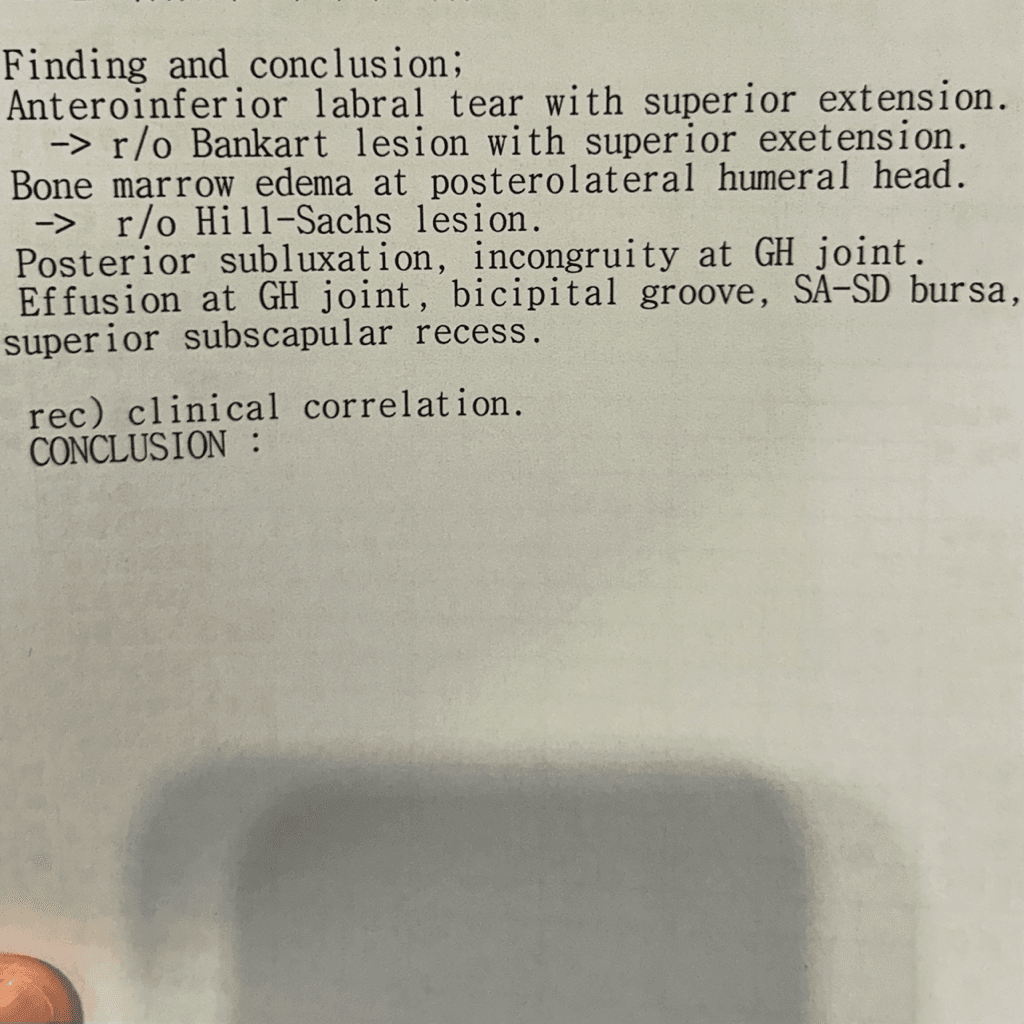 Finding and conclusion;
Anteroinferior labral tear with superior extension.
-> r/o Bankart lesion with superior exetension.
Bone marrow edema at posterolateral humeral head.
-> r/o Hill-Sachs lesion.
Posterior subluxation, incongruity at GH joint.
Effusion at GH joint, bicipital groove, SA-SD bursa,
superior subscapular recess.
rec) clinical correlation.
CONCLUSION :